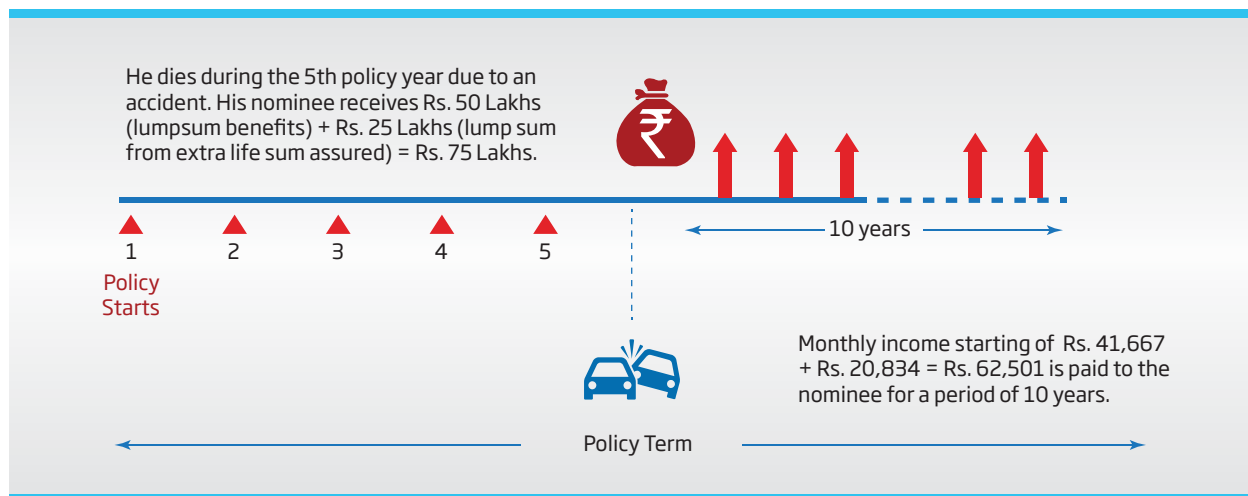 He dies during the 5th policy year due to an
accident. His nominee receives Rs. 50 Lakhs
(lumpsum benefits) + Rs. 25 Lakhs (lump sum
from extra life sum assured) = Rs. 75 Lakhs.
₹
10 years
1 2 3 4 5
Policy
Starts
Monthly income starting of Rs. 41,667
+ Rs. 20,834 = Rs. 62,501 is paid to the
nominee for a period of 10 years.
Policy Term